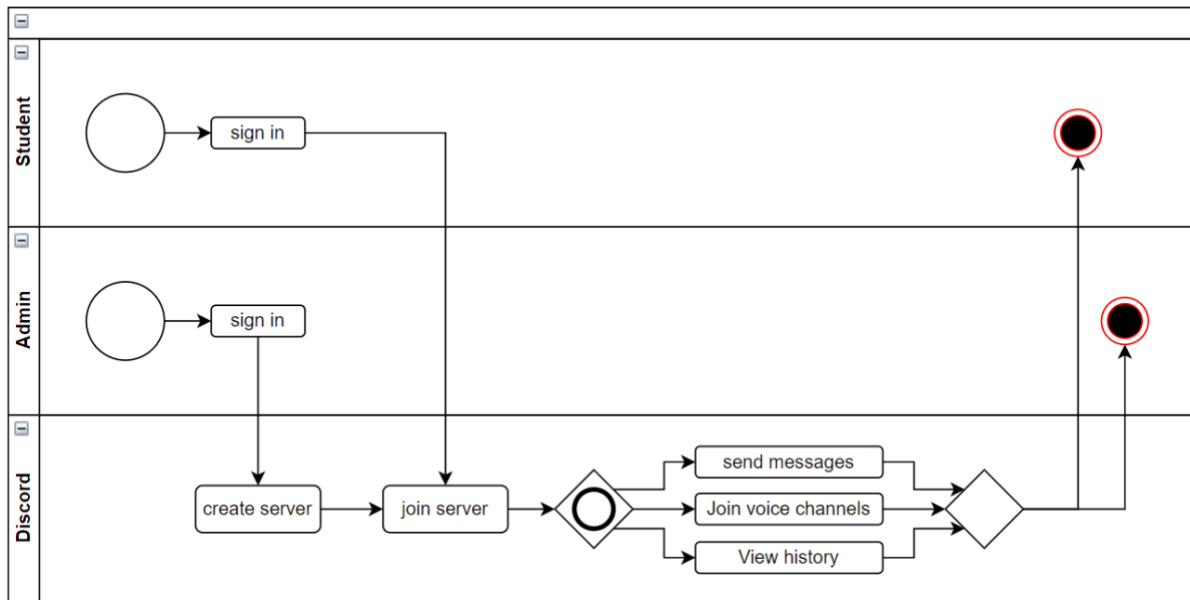 Student
sign in
Admin
sign in
Discord
create server
join server
send messages
Join voice channels
View history